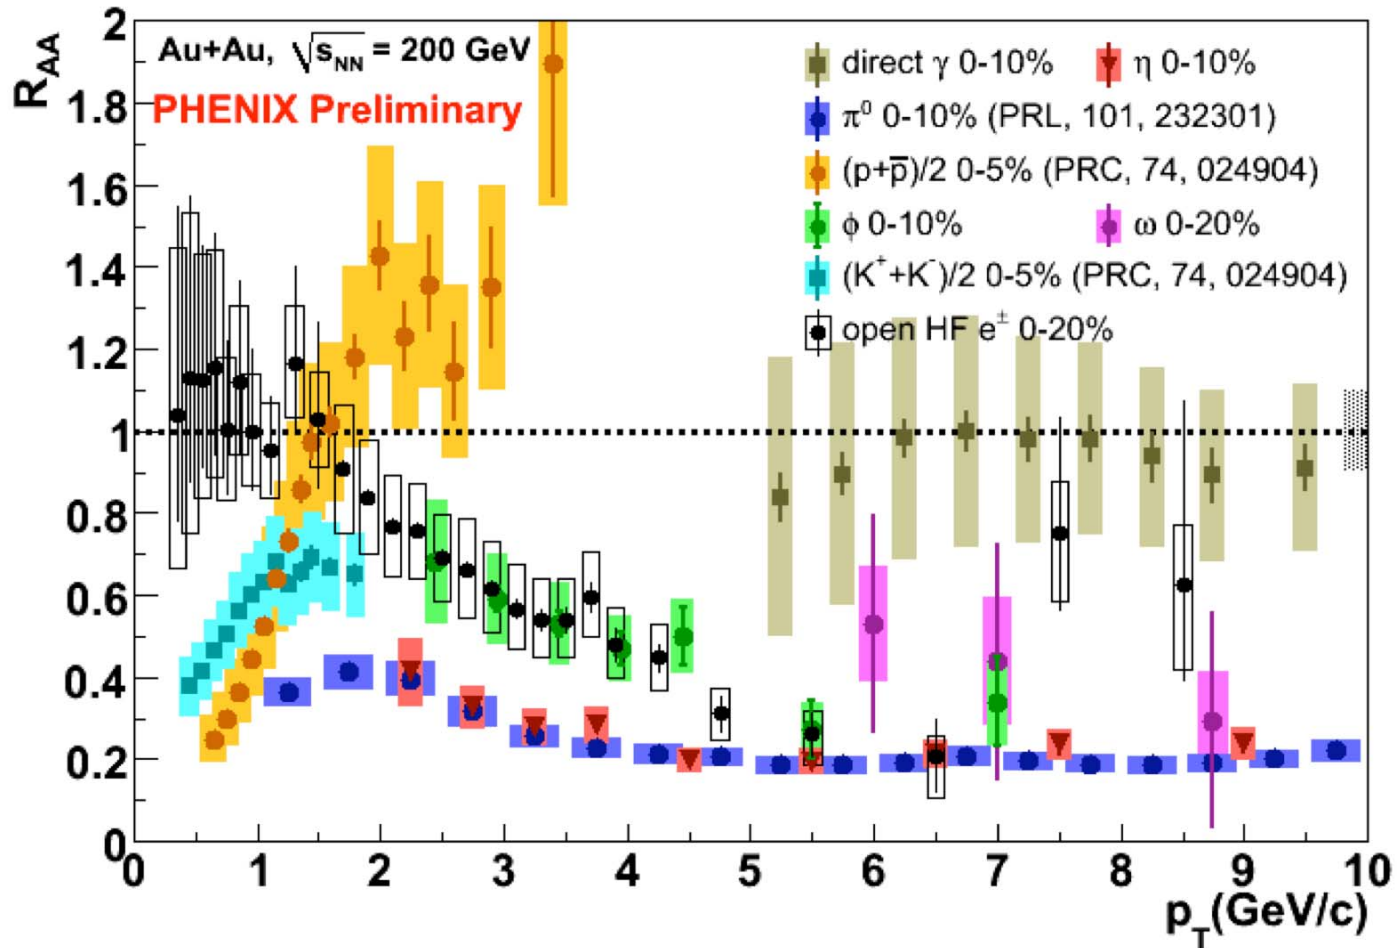 R_AA
2
1.8
1.6
1.4
1.2
1
0.8
0.6
0.4
0.2
0
Au+Au, √s_NN = 200 GeV
PHENIX Preliminary
direct γ 0-10%
η 0-10%
π⁰ 0-10% (PRL, 101, 232301)
(p+p̅)/2 0-5% (PRC, 74, 024904)
ϕ 0-10%
ω 0-20%
(K⁺+K⁻)/2 0-5% (PRC, 74, 024904)
open HF e± 0-20%
0 1 2 3 4 5 6 7 8 9 10
p_T(GeV/c)